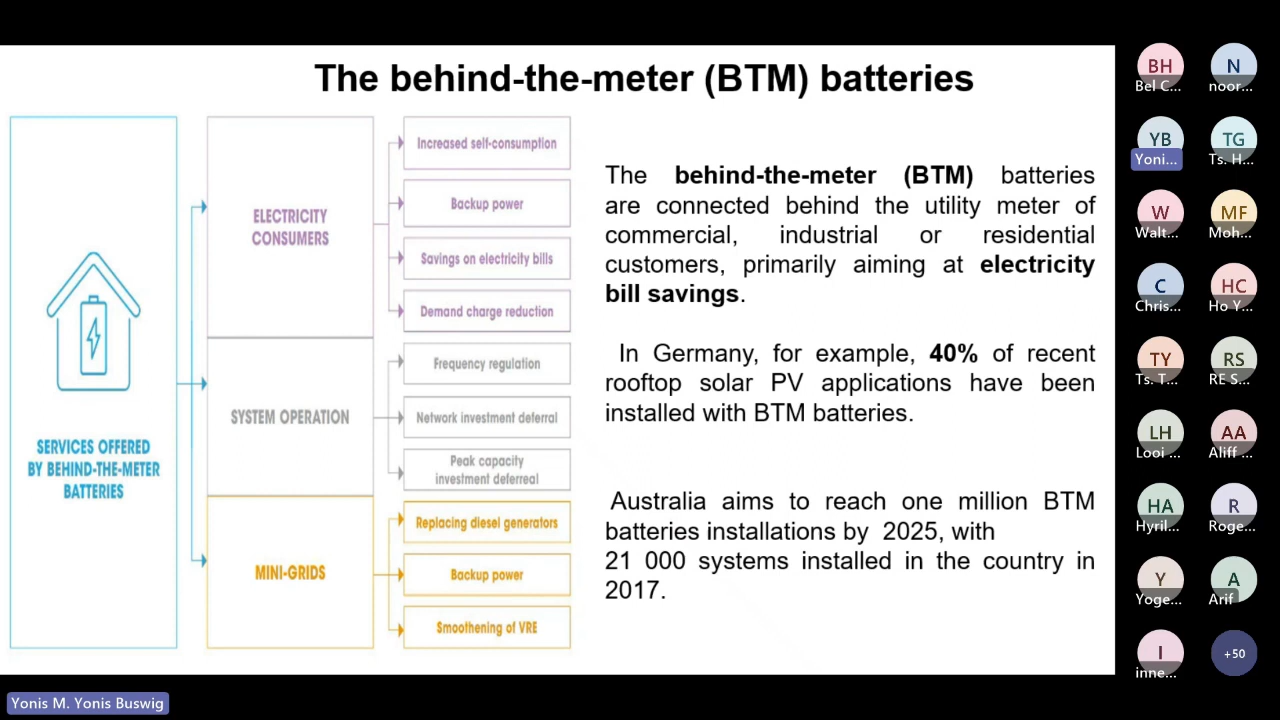 The behind-the-meter (BTM) batteries
SERVICES OFFERED
BY BEHIND-THE-METER
BATTERIES
ELECTRICITY
CONSUMERS
Increased self-consumption
Backup power
Savings on electricity bills
Demand charge reduction
SYSTEM OPERATION
Frequency regulation
Network investment deferral
Peak capacity
investment deferreal
MINI-GRIDS
Replacing diesel generators
Backup power
Smoothening of VRE
The behind-the-meter (BTM) batteries
are connected behind the utility meter of
commercial, industrial or residential
customers, primarily aiming at electricity
bill savings.
In Germany, for example, 40% of recent
rooftop solar PV applications have been
installed with BTM batteries.
Australia aims to reach one million BTM
batteries installations by 2025, with
21 000 systems installed in the country in
2017.
BH
Bel C...
N
noor...
YB
Yoni...
TG
Ts. H...
W
Walt...
MF
Moh...
C
Chris...
HC
Ho Y...
TY
Ts. T...
RS
RE S...
LH
Looi ...
AA
Aliff ...
HA
Hyril...
R
Roge...
Y
Yoge...
A
Arif
I
inne...
+50
Yonis M. Yonis Buswig